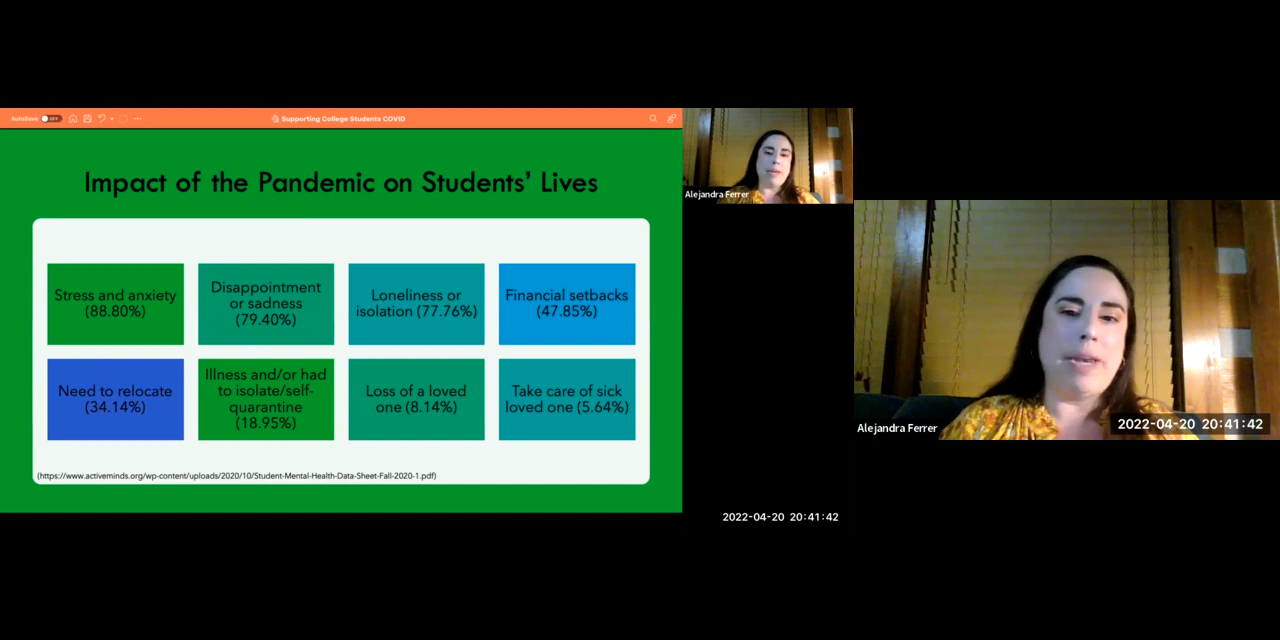 AutoSave OFF
Supporting College Students COVID
Impact of the Pandemic on Students' Lives
Stress and anxiety
(88.80%)
Disappointment
or sadness
(79.40%)
Loneliness or
isolation (77.76%)
Financial setbacks
(47.85%)
Need to relocate
(34.14%)
Illness and/or had
to isolate/self-
quarantine
(18.95%)
Loss of a loved
one (8.14%)
Take care of sick
loved one (5.64%)
(https://www.activeminds.org/wp-content/uploads/2020/10/Student-Mental-Health-Data-Sheet-Fall-2020-1.pdf)
Alejandra Ferrer
2022-04-20 20:41:42
Alejandra Ferrer
2022-04-20 20:41:42